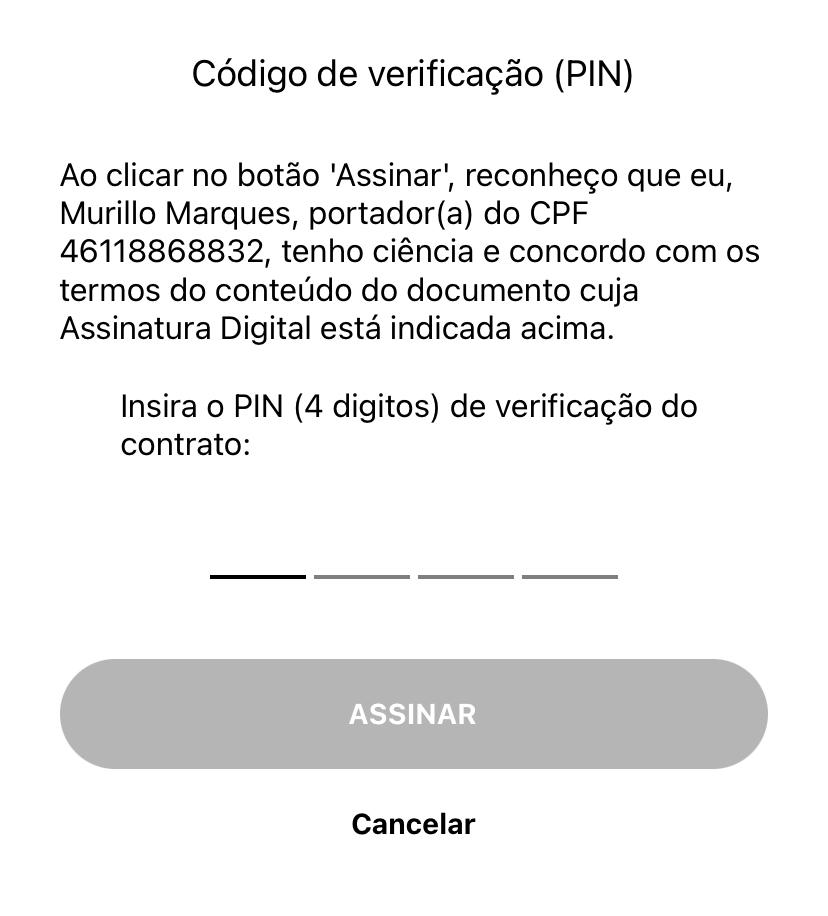 Código de verificação (PIN)
Ao clicar no botão 'Assinar', reconheço que eu,
Murillo Marques, portador(a) do CPF
46118868832, tenho ciência e concordo com os
termos do conteúdo do documento cuja
Assinatura Digital está indicada acima.
Insira o PIN (4 digitos) de verificação do
contrato:
ASSINAR
Cancelar